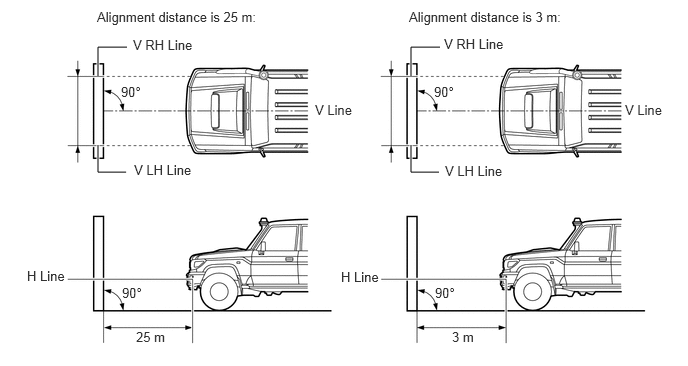 Alignment distance is 25 m:
Alignment distance is 3 m:
V RH Line
V RH Line
90°
90°
V Line
V Line
V LH Line
V LH Line
H Line
H Line
90°
90°
25 m
3 m